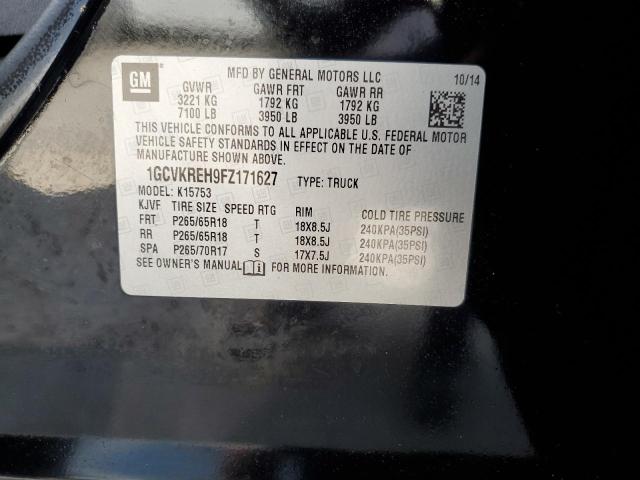 GM
MFD BY GENERAL MOTORS LLC 10/14
GVWR GAWR FRT GAWR RR
3221 KG 1792 KG 1792 KG
7100 LB 3950 LB 3950 LB
THIS VEHICLE CONFORMS TO ALL APPLICABLE U.S. FEDERAL MOTOR
VEHICLE SAFETY STANDARDS IN EFFECT ON THE DATE OF
MANUFACTURE SHOWN ABOVE.
1GCVKREH9FZ171627 TYPE: TRUCK
MODEL: K15753
KJVF TIRE SIZE SPEED RTG RIM COLD TIRE PRESSURE
FRT P265/65R18 T 18X8.5J 240KPA(35PSI)
RR P265/65R18 T 18X8.5J 240KPA(35PSI)
SPA P265/70R17 S 17X7.5J 240KPA(35PSI)
SEE OWNER'S MANUAL FOR MORE INFORMATION.